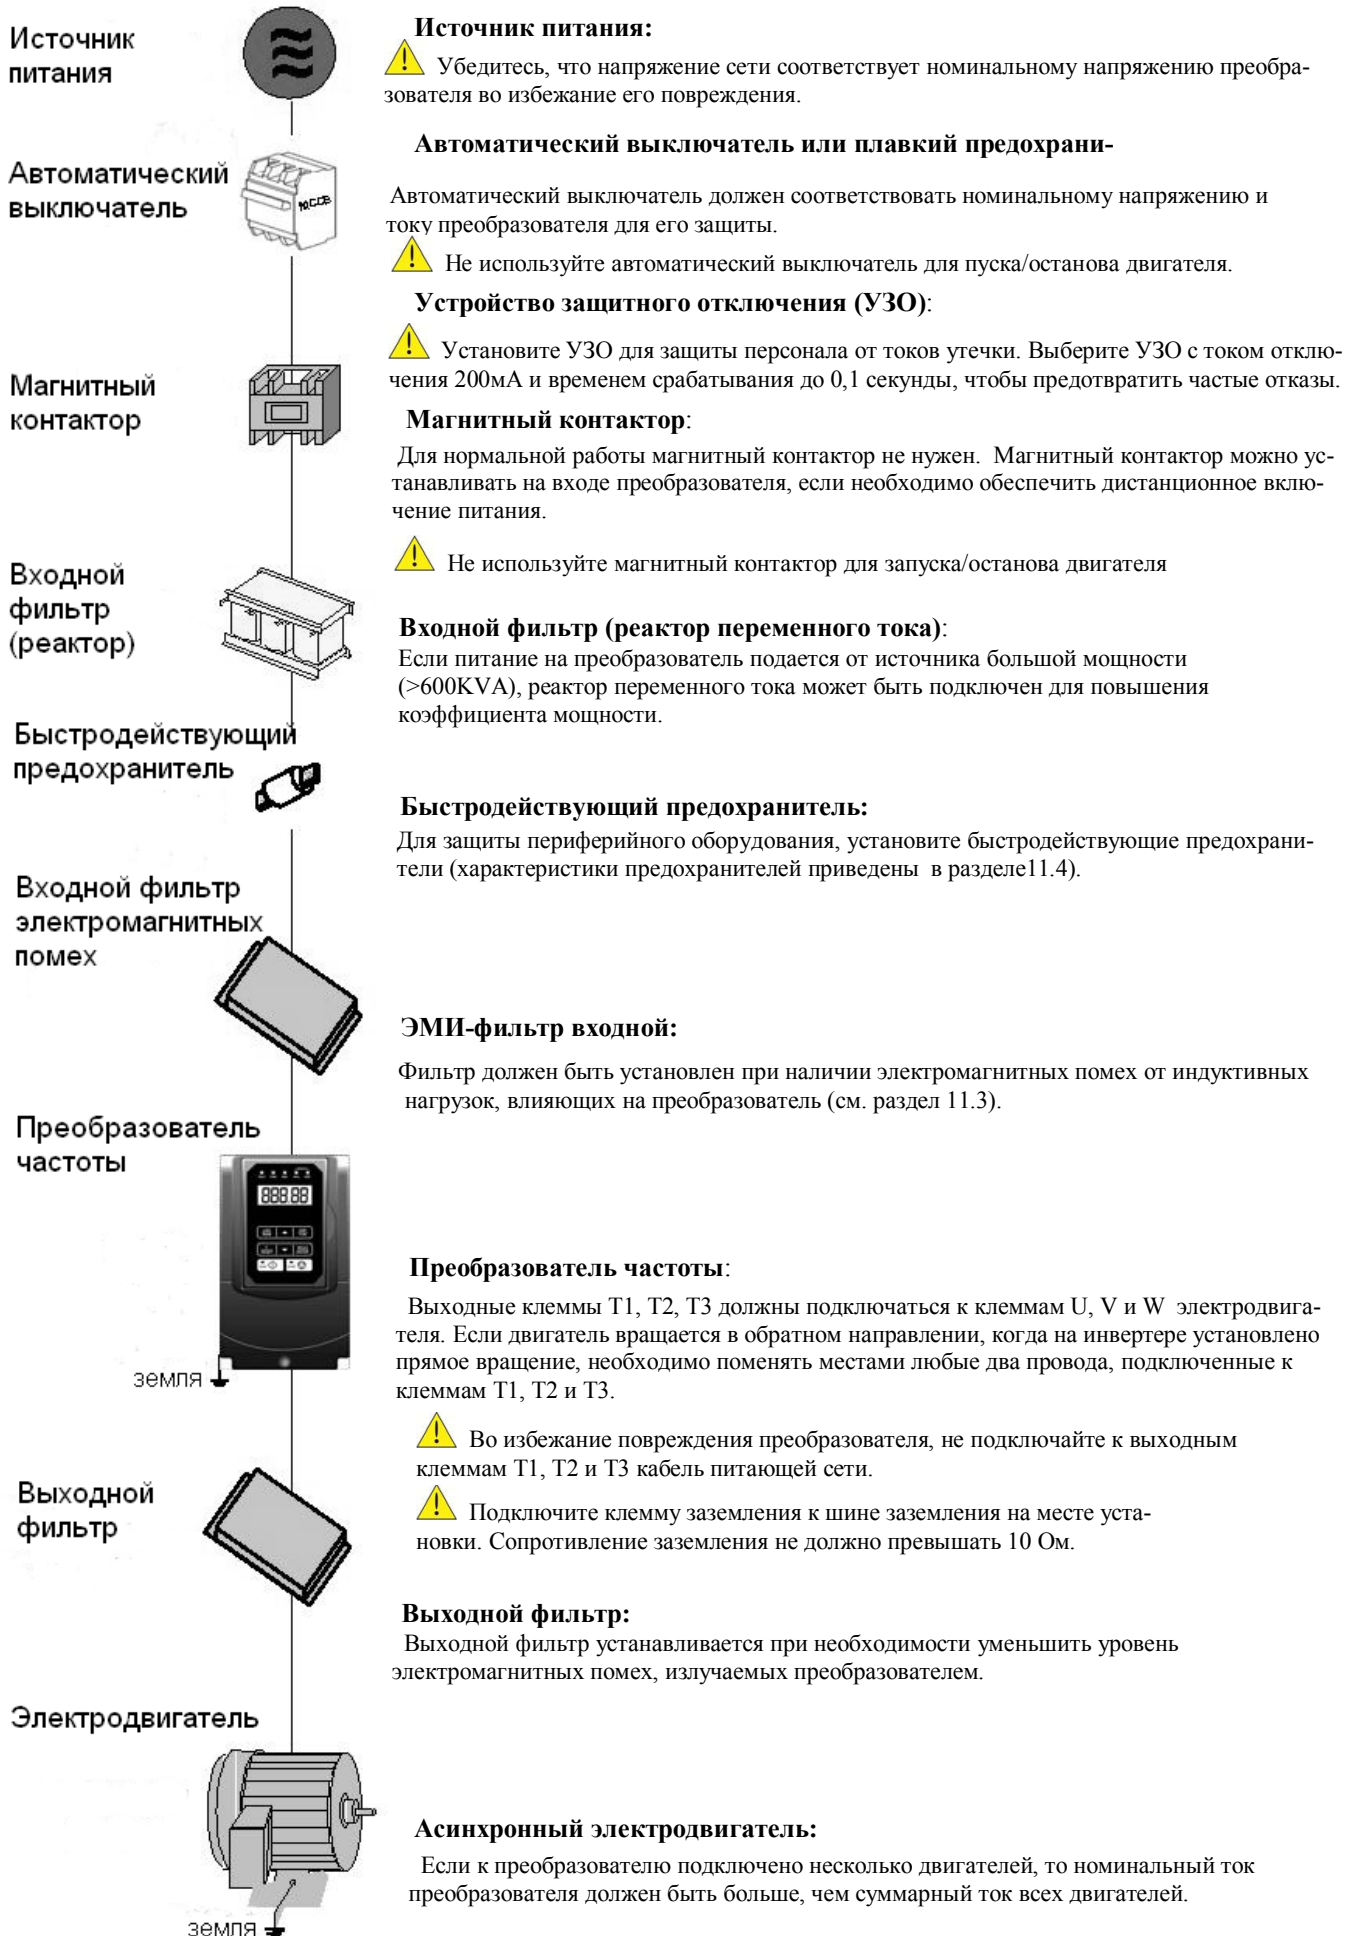 Источник
питания
Источник питания:
Убедитесь, что напряжение сети соответствует номинальному напряжению преобра-
зователя во избежание его повреждения.
Автоматический
выключатель
MCCB
Автоматический выключатель или плавкий предохрани-
Автоматический выключатель должен соответствовать номинальному напряжению и
току преобразователя для его защиты.
Не используйте автоматический выключатель для пуска/останова двигателя.
Устройство защитного отключения (УЗО):
Установите УЗО для защиты персонала от токов утечки. Выберите УЗО с током отклю-
чения 200мА и временем срабатывания до 0,1 секунды, чтобы предотвратить частые отказы.
Магнитный
контактор
Магнитный контактор:
Для нормальной работы магнитный контактор не нужен. Магнитный контактор можно ус-
танавливать на входе преобразователя, если необходимо обеспечить дистанционное вклю-
чение питания.
Не используйте магнитный контактор для запуска/останова двигателя
Входной
фильтр
(реактор)
Входной фильтр (реактор переменного тока):
Если питание на преобразователь подается от источника большой мощности
(>600KVA), реактор переменного тока может быть подключен для повышения
коэффициента мощности.
Быстродействующий
предохранитель
Быстродействующий предохранитель:
Для защиты периферийного оборудования, установите быстродействующие предохрани-
тели (характеристики предохранителей приведены в разделе11.4).
Входной фильтр
электромагнитных
помех
ЭМИ-фильтр входной:
Фильтр должен быть установлен при наличии электромагнитных помех от индуктивных
нагрузок, влияющих на преобразователь (см. раздел 11.3).
Преобразователь
частоты
88888
земля
Преобразователь частоты:
Выходные клеммы T1, T2, T3 должны подключаться к клеммам U, V и W электродвига-
теля. Если двигатель вращается в обратном направлении, когда на инвертере установлено
прямое вращение, необходимо поменять местами любые два провода, подключенные к
клеммам T1, T2 и T3.
Во избежание повреждения преобразователя, не подключайте к выходным
клеммам T1, T2 и T3 кабель питающей сети.
Подключите клемму заземления к шине заземления на месте уста-
новки. Сопротивление заземления не должно превышать 10 Ом.
Выходной
фильтр
Выходной фильтр:
Выходной фильтр устанавливается при необходимости уменьшить уровень
электромагнитных помех, излучаемых преобразователем.
Электродвигатель
земля
Асинхронный электродвигатель:
Если к преобразователю подключено несколько двигателей, то номинальный ток
преобразователя должен быть больше, чем суммарный ток всех двигателей.